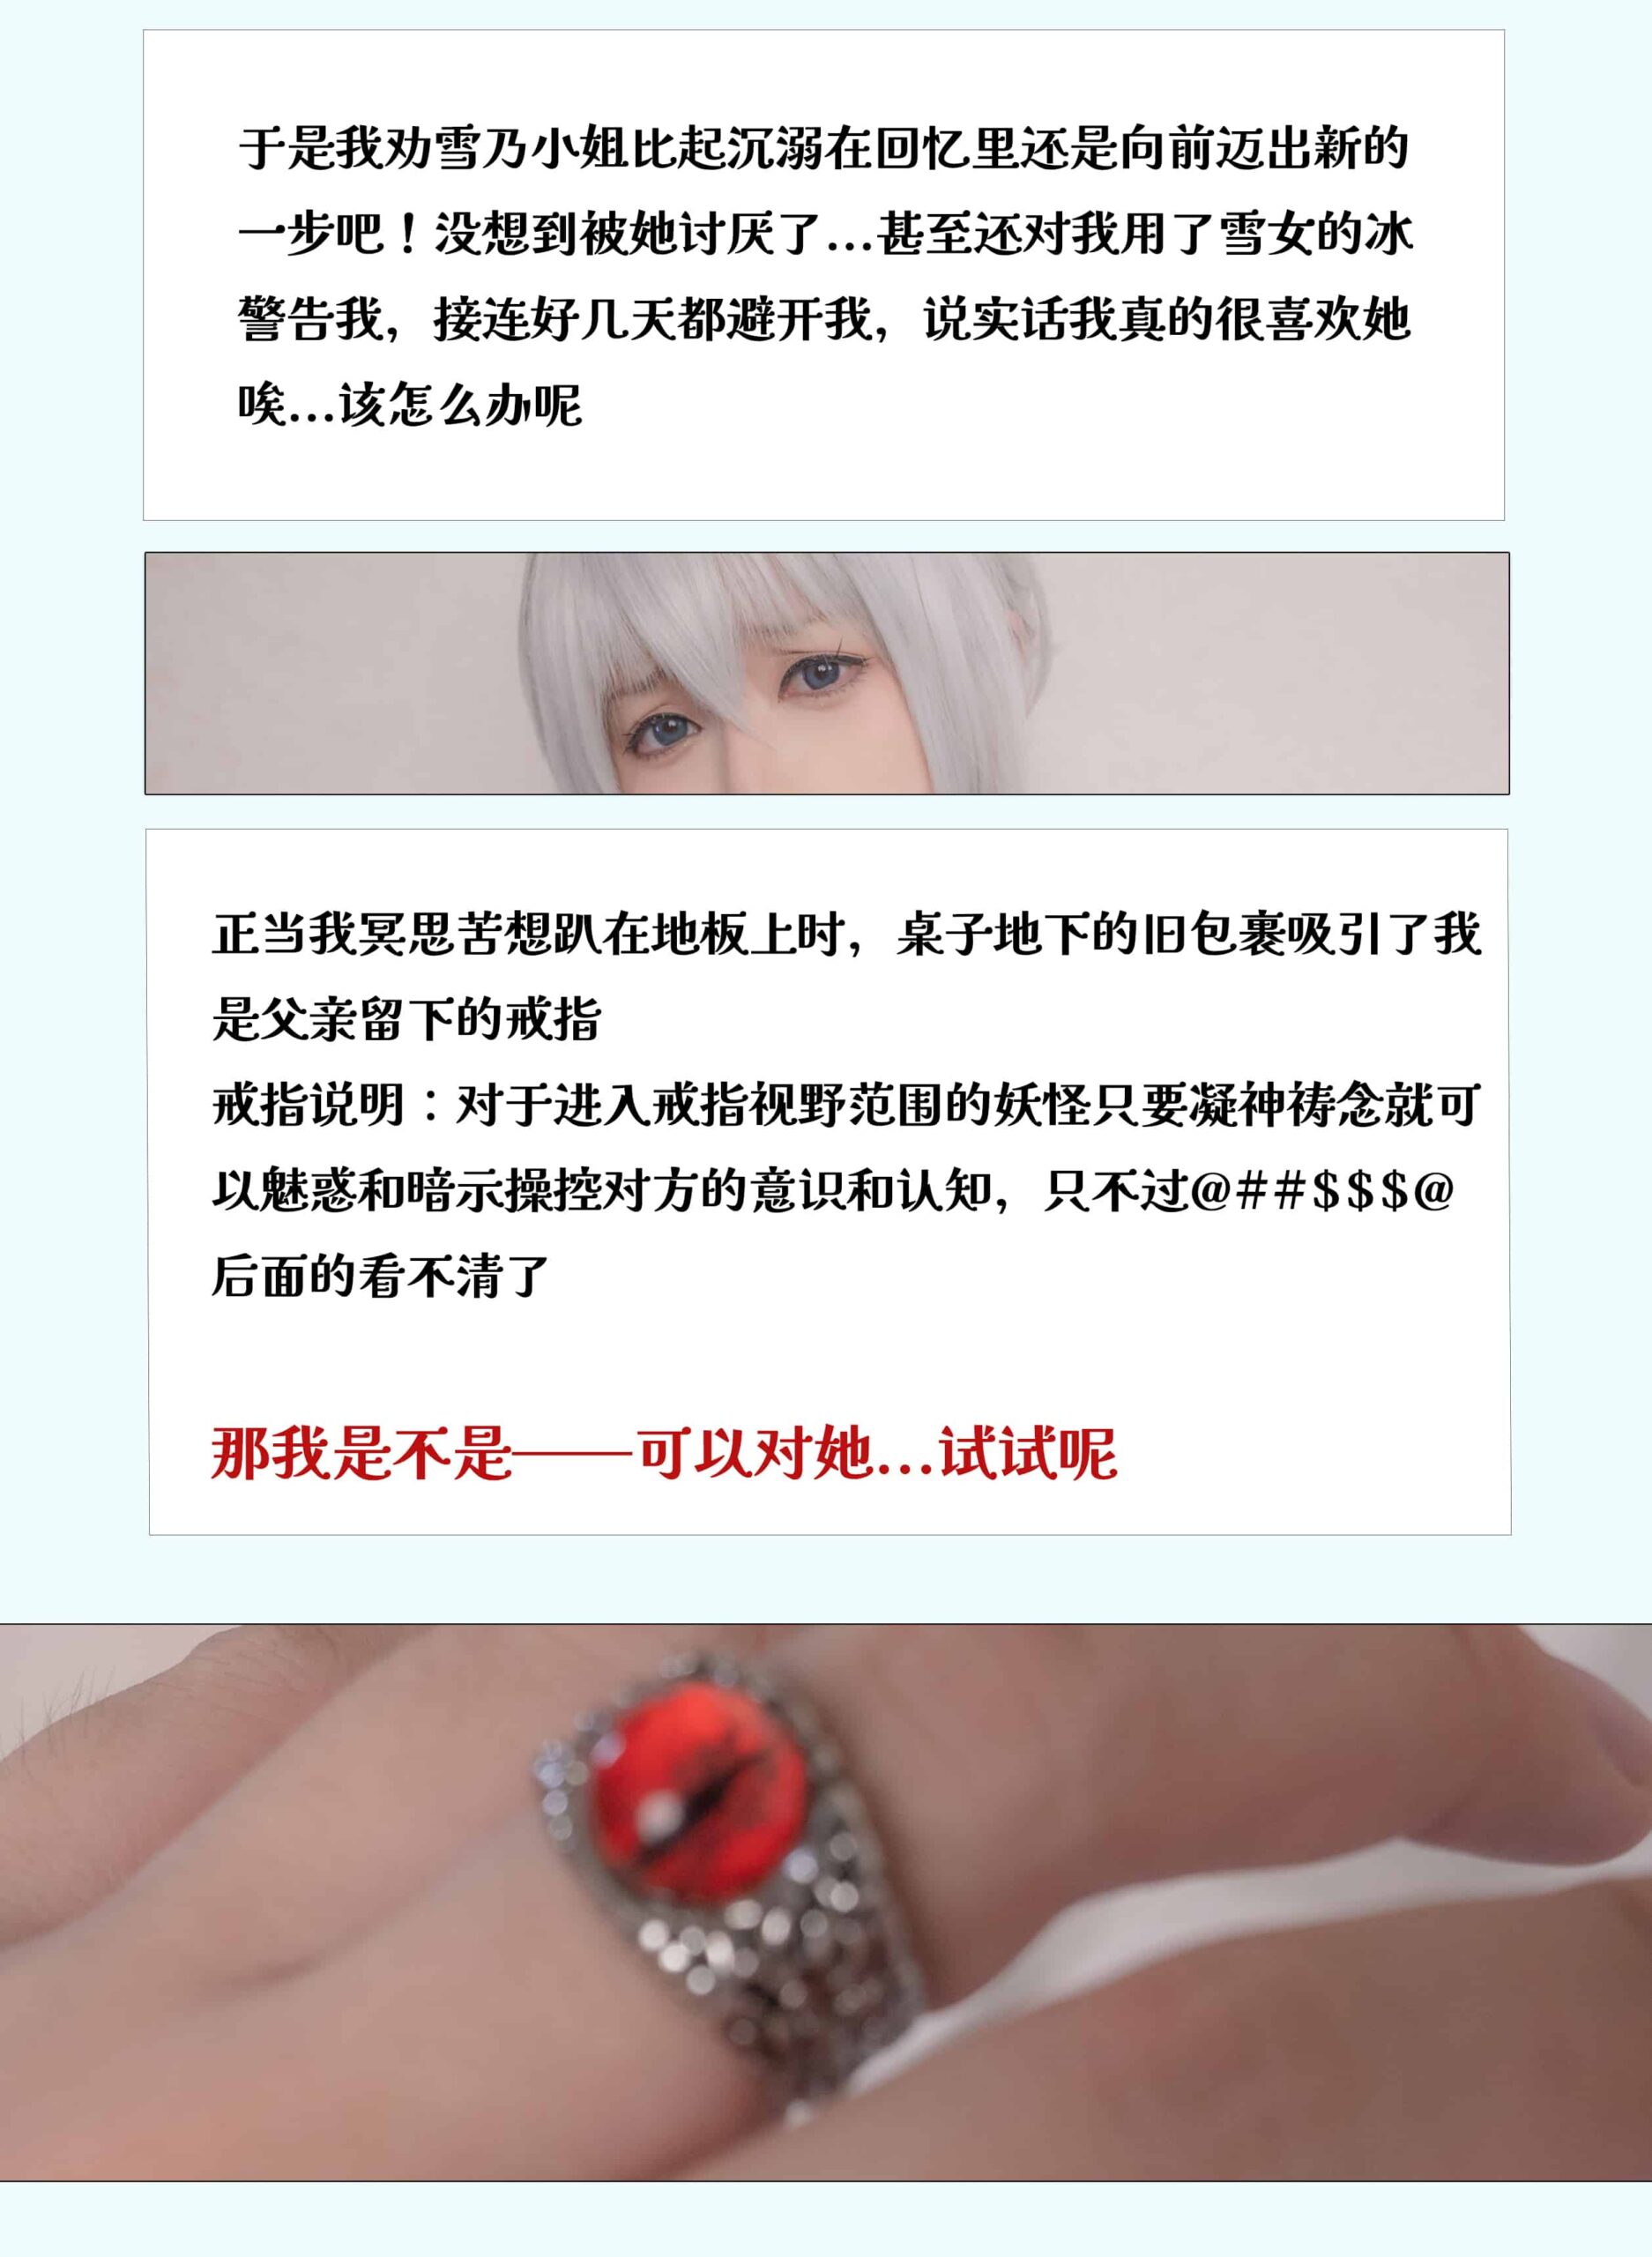 于是我劝雪乃小姐比起沉溺在回忆里还是向前迈出新的
一步吧！没想到被她讨厌了...甚至还对我用了雪女的冰
警告我，接连好几天都避开我，说实话我真的很喜欢她
唉...该怎么办呢
正当我冥思苦想趴在地板上时，桌子地下的旧包裹吸引了我
是父亲留下的戒指
戒指说明：对于进入戒指视野范围的妖怪只要凝神祷念就可
以魅惑和暗示操控对方的意识和认知，只不过@##$$$@
后面的看不清了
那我是不是——可以对她...试试呢